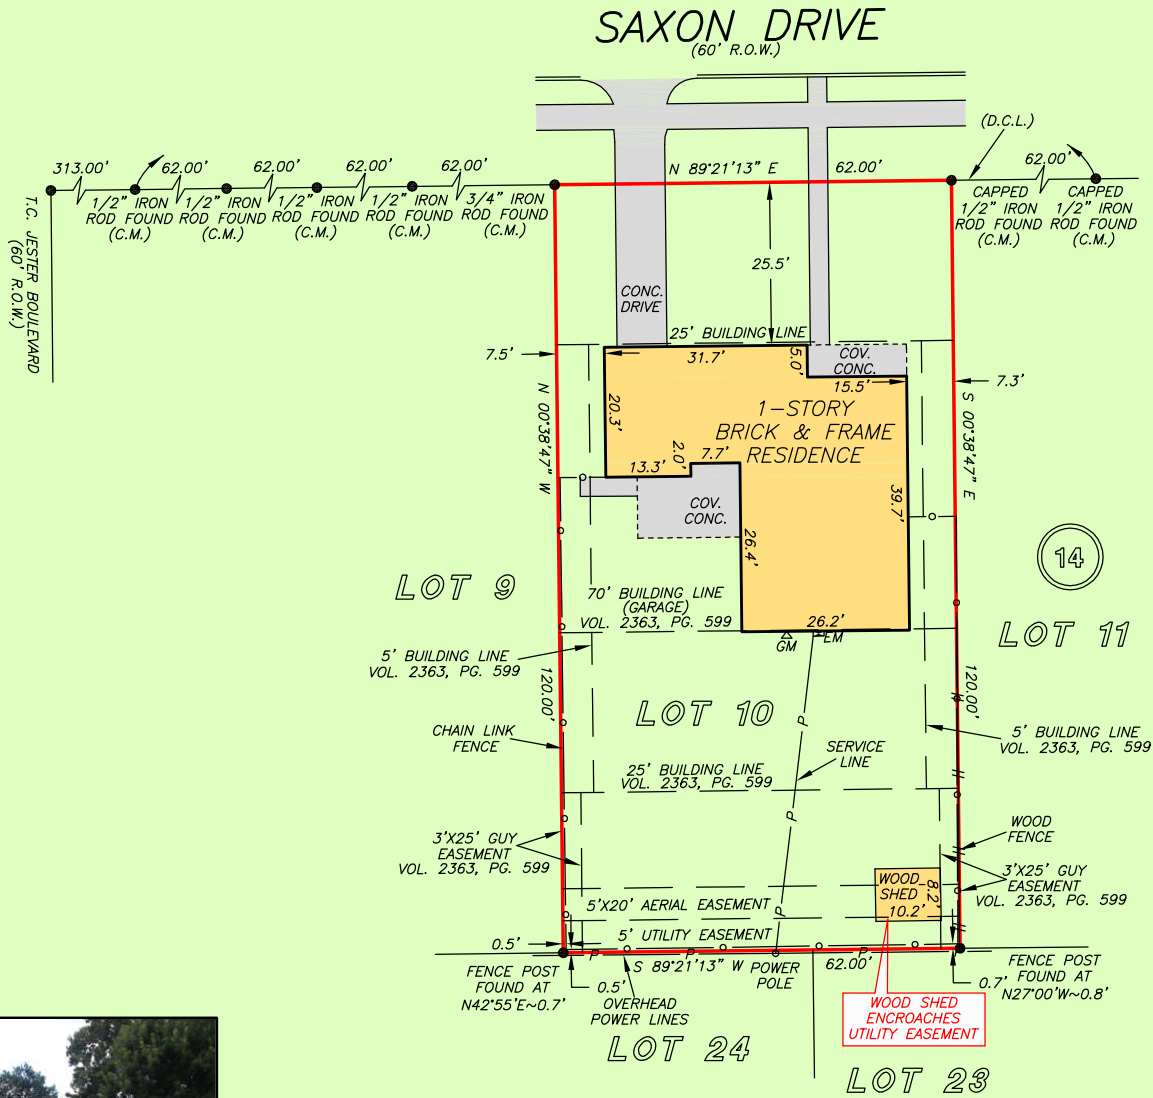 SAXON DRIVE
(60' R.O.W.)
(D.C.L.)
313.00'
62.00'
62.00'
62.00'
62.00'
N 89°21'13" E
62.00'
62.00'
1/2" IRON
ROD FOUND
(C.M.)
1/2" IRON
ROD FOUND
(C.M.)
1/2" IRON
ROD FOUND
(C.M.)
1/2" IRON
ROD FOUND
(C.M.)
3/4" IRON
ROD FOUND
(C.M.)
CAPPED
1/2" IRON
ROD FOUND
(C.M.)
CAPPED
1/2" IRON
ROD FOUND
(C.M.)
T.C. JESTER BOULEVARD
(60' R.O.W.)
25.5'
CONC.
DRIVE
25' BUILDING LINE
7.5'
31.7'
5.0'
COV.
CONC.
15.5'
7.3'
N 00°38'47" W
S 00°38'47" E
20.3'
1-STORY
BRICK & FRAME
RESIDENCE
13.3'
2.0'
7.7'
39.7'
COV.
CONC.
26.4'
14
LOT 9
70' BUILDING LINE
(GARAGE)
VOL. 2363, PG. 599
26.2'
GM
EM
LOT 11
5' BUILDING LINE
VOL. 2363, PG. 599
120.00'
120.00'
LOT 10
P
CHAIN LINK
FENCE
SERVICE
LINE
5' BUILDING LINE
VOL. 2363, PG. 599
25' BUILDING LINE
VOL. 2363, PG. 599
P
WOOD
FENCE
3'X25' GUY
EASEMENT
VOL. 2363, PG. 599
WOOD
SHED
8.2'
10.2'
3'X25' GUY
EASEMENT
VOL. 2363, PG. 599
5'X20' AERIAL EASEMENT
P
5' UTILITY EASEMENT
0.5'
P
P
P
S 89°21'13" W
POWER
POLE
62.00'
FENCE POST
FOUND AT
N42°55'E~0.7'
0.5'
OVERHEAD
POWER LINES
0.7'
FENCE POST
FOUND AT
N27°00'W~0.8'
WOOD SHED
ENCROACHES
UTILITY EASEMENT
LOT 24
LOT 23